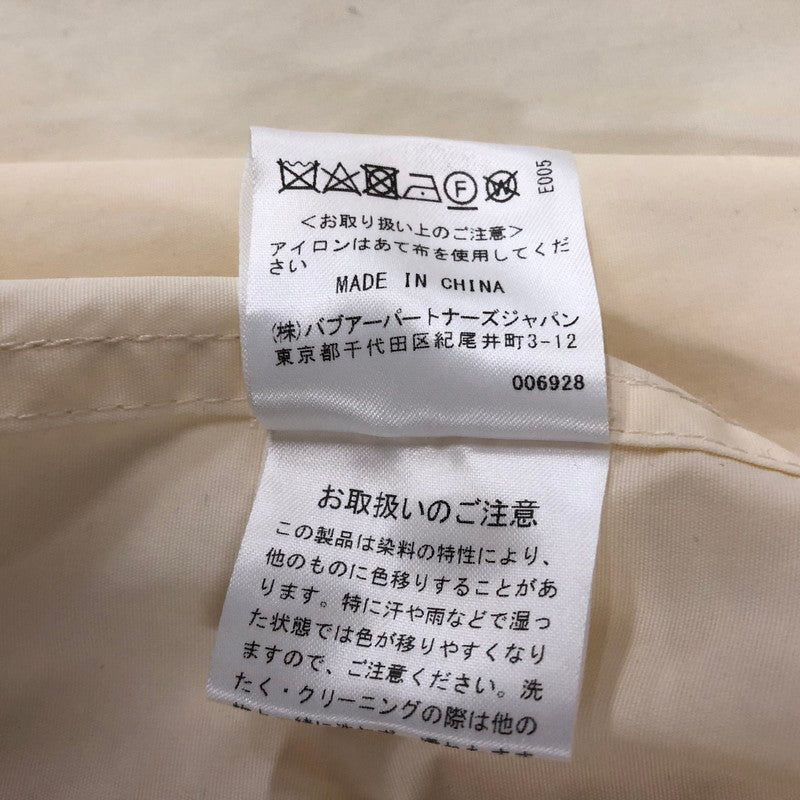 F W
E005
<お取り扱い上のご注意>
アイロンはあて布を使用してくだ
さい
MADE IN CHINA
(株)バブアーパートナーズジャパン
東京都千代田区紀尾井町3-12
006928
お取扱いのご注意
この製品は染料の特性により、
他のものに色移りすることがあ
ります。特に汗や雨などで湿っ
た状態では色が移りやすくなり
ますので、ご注意ください。洗
たく・クリーニングの際は他の